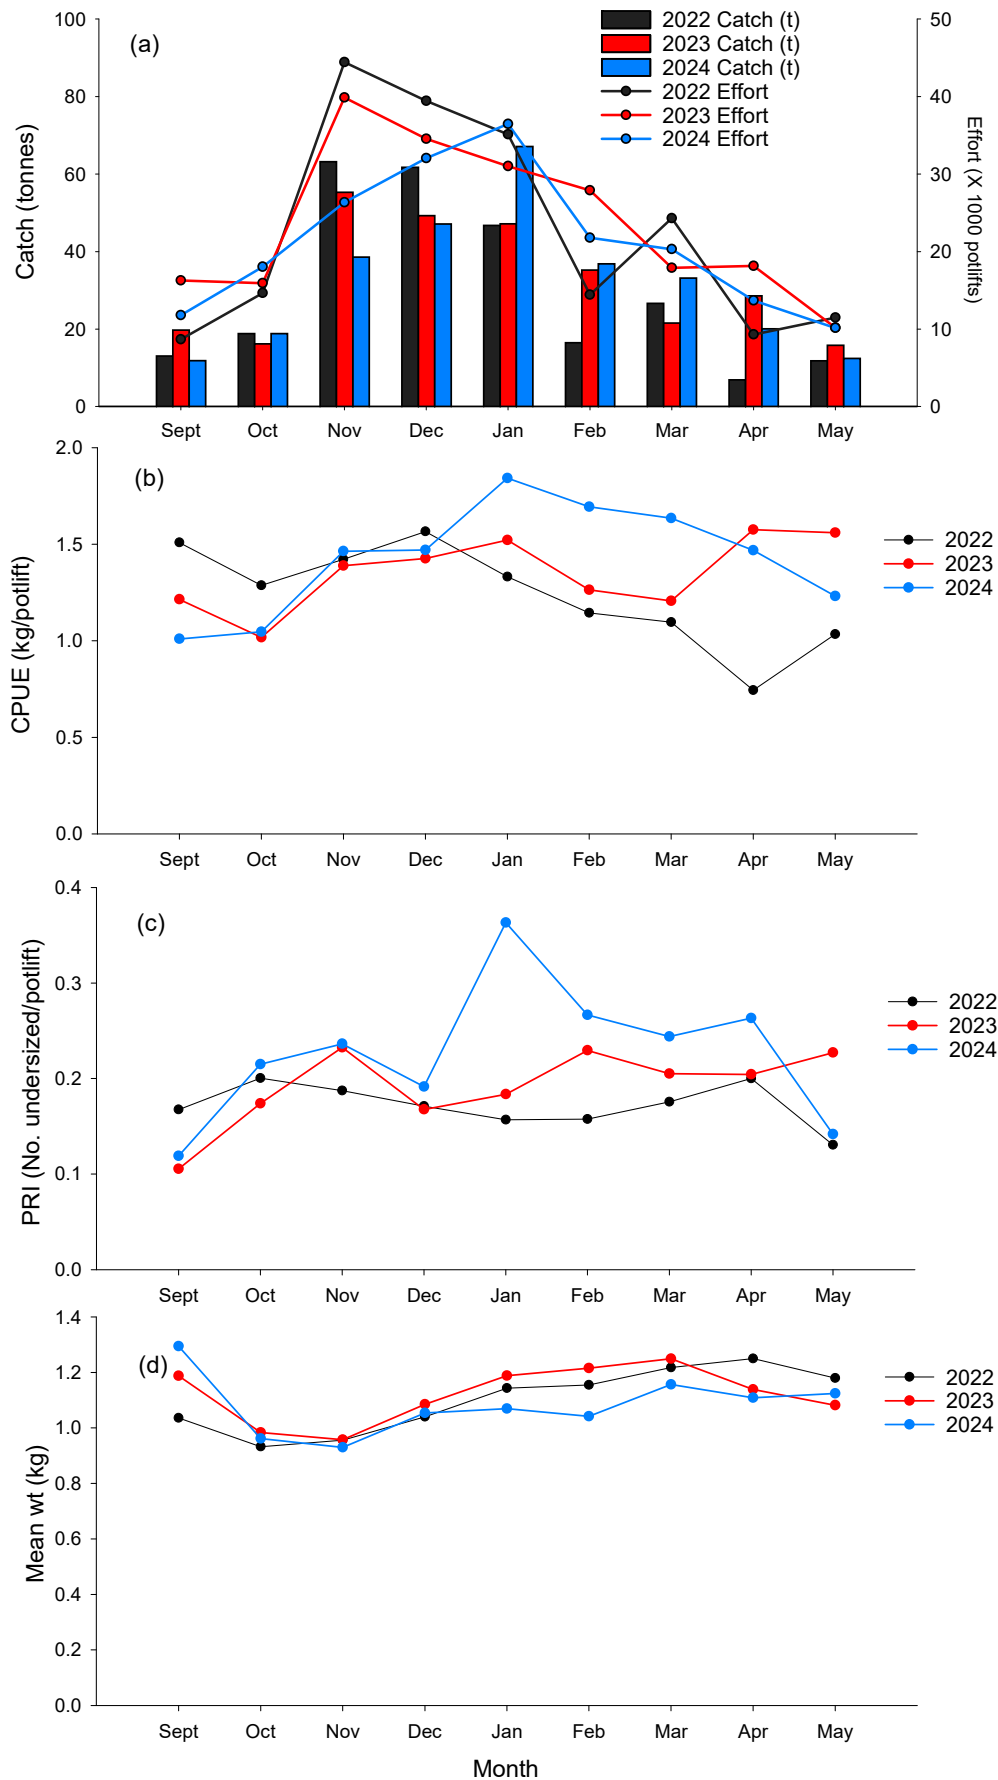 (a)
2022 Catch (t)
2023 Catch (t)
2024 Catch (t)
2022 Effort
2023 Effort
2024 Effort
100
80
60
40
20
0
Catch (tonnes)
50
40
30
20
10
0
Effort (X 1000 potlifts)
Sept Oct Nov Dec Jan Feb Mar Apr May
(b)
2.0
1.5
1.0
0.5
0.0
CPUE (kg/potlift)
2022
2023
2024
Sept Oct Nov Dec Jan Feb Mar Apr May
(c)
0.4
0.3
0.2
0.1
0.0
PRI (No. undersized/potlift)
2022
2023
2024
Sept Oct Nov Dec Jan Feb Mar Apr May
(d)
1.4
1.2
1.0
0.8
0.6
0.4
0.2
0.0
Mean wt (kg)
2022
2023
2024
Sept Oct Nov Dec Jan Feb Mar Apr May
Month